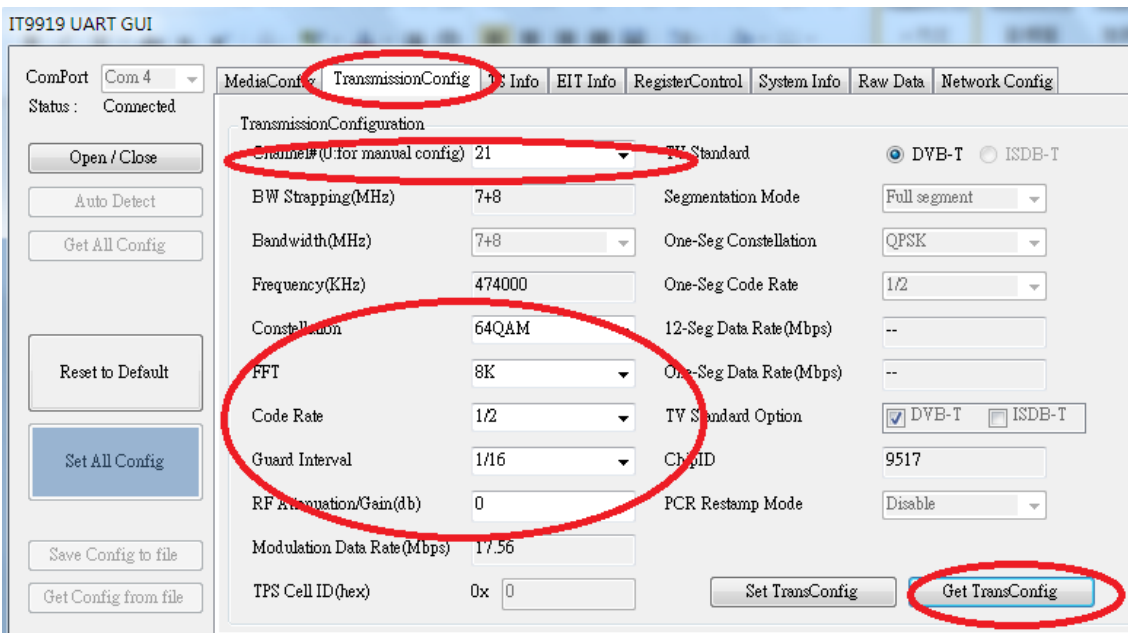 IT9919 UART GUI
ComPort Com 4
Status : Connected
Open / Close
Auto Detect
Get All Config
Reset to Default
Set All Config
Save Config to file
Get Config from file
MediaConfig TransmissionConfig TS Info EIT Info RegisterControl System Info Raw Data Network Config
TransmissionConfiguration
Channel#(0:for manual config) 21
BW Strapping(MHz) 7+8
Bandwidth(MHz) 7+8
Frequency(KHz) 474000
Constellation 64QAM
FFT 8K
Code Rate 1/2
Guard Interval 1/16
RF Attenuation/Gain(db) 0
Modulation Data Rate(Mbps) 17.56
TPS Cell ID(hex) 0x 0
TV Standard DVB-T ISDB-T
Segmentation Mode Full segment
One-Seg Constellation QPSK
One-Seg Code Rate 1/2
12-Seg Data Rate(Mbps) --
One-Seg Data Rate(Mbps) --
TV Standard Option DVB-T ISDB-T
ChipID 9517
PCR Restamp Mode Disable
Set TransConfig Get TransConfig